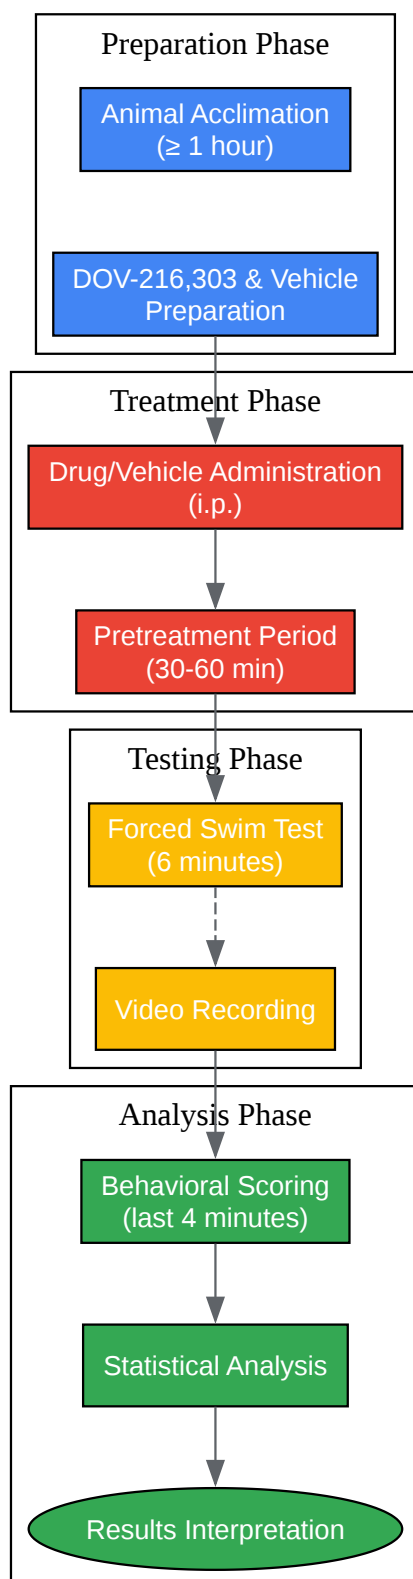 Preparation Phase
Animal Acclimation
(≥ 1 hour)
DOV-216,303 & Vehicle
Preparation
Treatment Phase
Drug/Vehicle Administration
(i.p.)
Pretreatment Period
(30-60 min)
Testing Phase
Forced Swim Test
(6 minutes)
Video Recording
Analysis Phase
Behavioral Scoring
(last 4 minutes)
Statistical Analysis
Results Interpretation